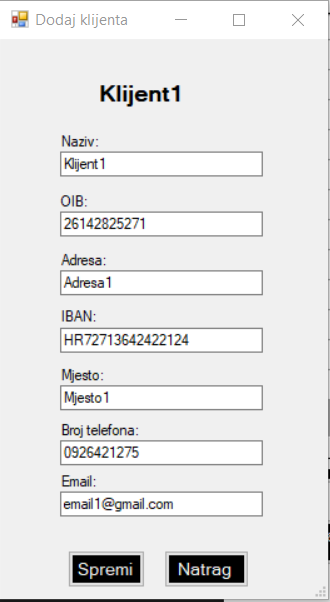 Dodaj klijenta
Klijent1
Naziv:
Klijent1
OIB:
26142825271
Adresa:
Adresa1
IBAN:
HR72713642422124
Mjesto:
Mjesto1
Broj telefona:
0926421275
Email:
email1@gmail.com
Spremi Natrag